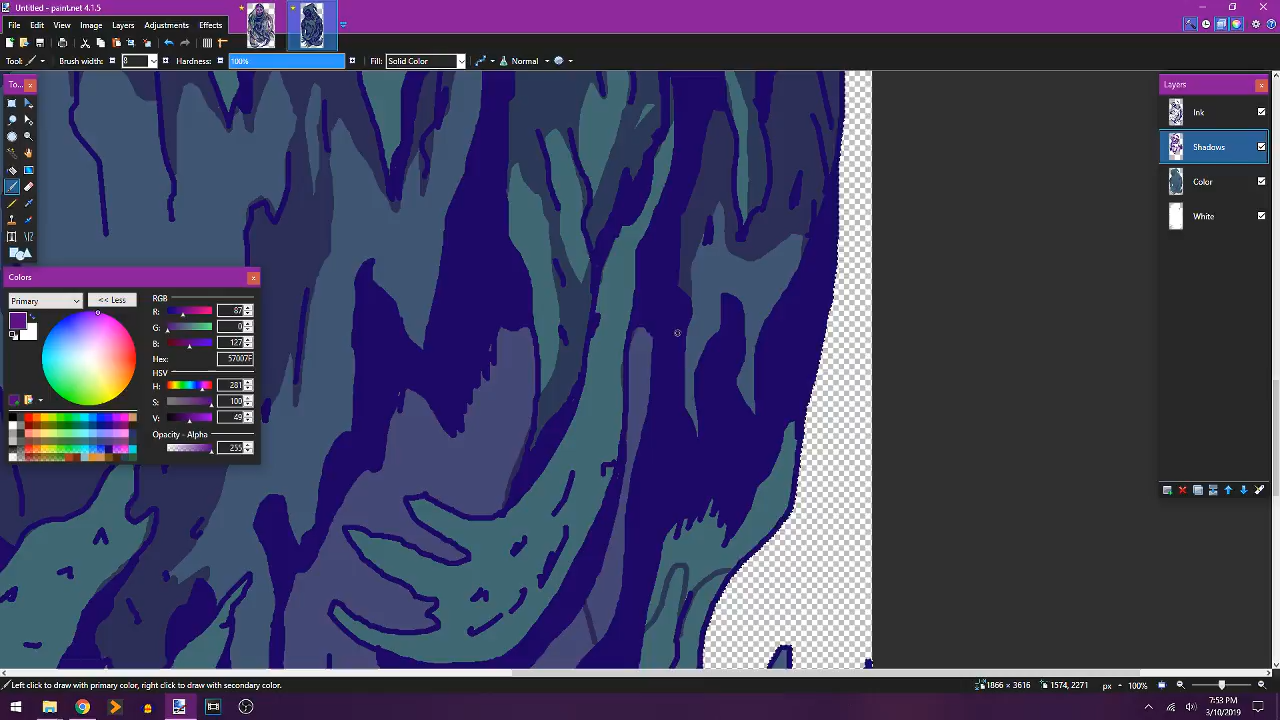 Untitled - paint.net 4.1.5
File Edit View Image Layers Adjustments Effects
Tool: Brush width: 8 Hardness: 100% Fill: Solid Color Normal
To...
Layers
Ink
Shadows
Color
White
Colors
Primary << Less
RGB
R: 87
G: 0
B: 127
Hex: 57007F
HSV
H: 281
S: 100
V: 49
Opacity - Alpha
255
Left click to draw with primary color, right click to draw with secondary color. 1866 × 3616 1574, 2271 px 100%
7:53 PM
3/10/2019